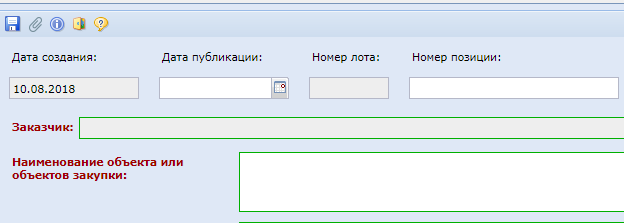 Дата создания: Дата публикации: Номер лота: Номер позиции:
10.08.2018
Заказчик:
Наименование объекта или
объектов закупки: